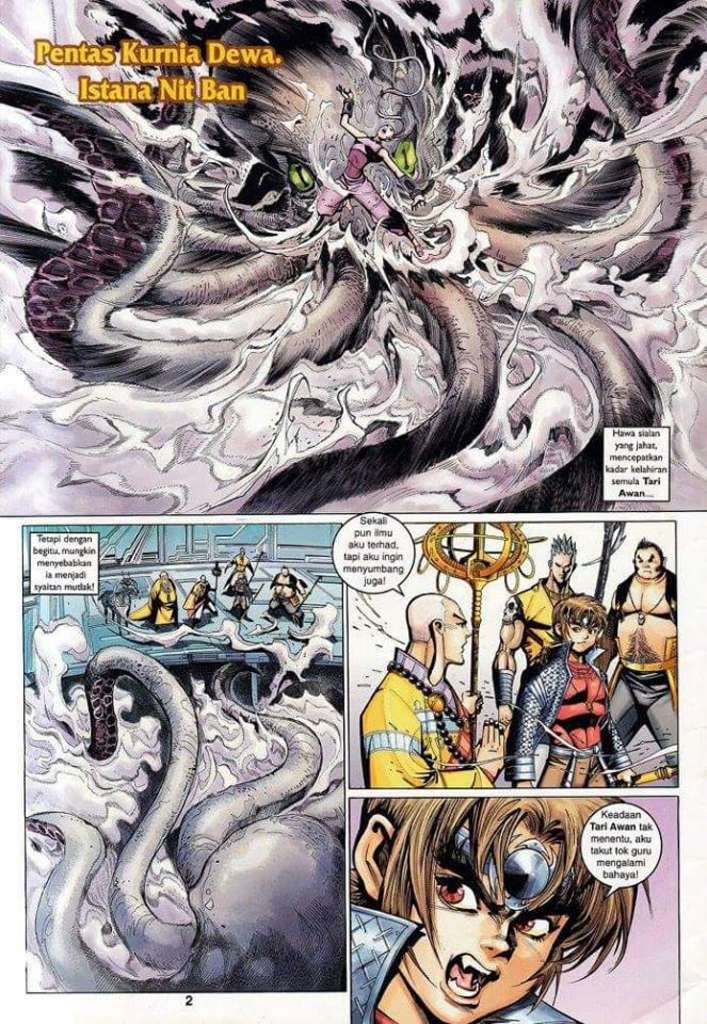 Pentas Kurnia Dewa.
Istana Nit Ban
Hawa sialan
yang jahat,
mencepatkan
kadar kelahiran
semula Tari
Awan....
Tetapi dengan
begitu, mungkin
menyebabkan
ia menjadi
syaitan mudak!
Sekali
pun ilmu
aku terhad,
tapi aku ingin
menyumbang
juga!
Keadaan
Tari Awan tak
menentu, aku
takut tok guru
mengalami
bahaya!
2